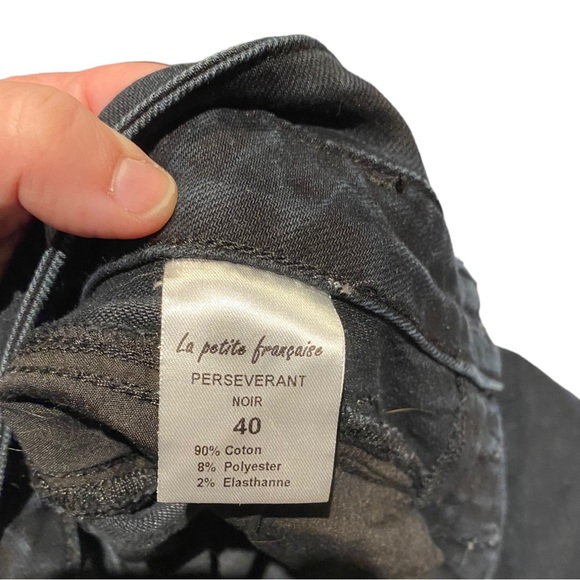 La petite française
PERSEVERANT
NOIR
40
90% Coton
8% Polyester
2% Elasthanne